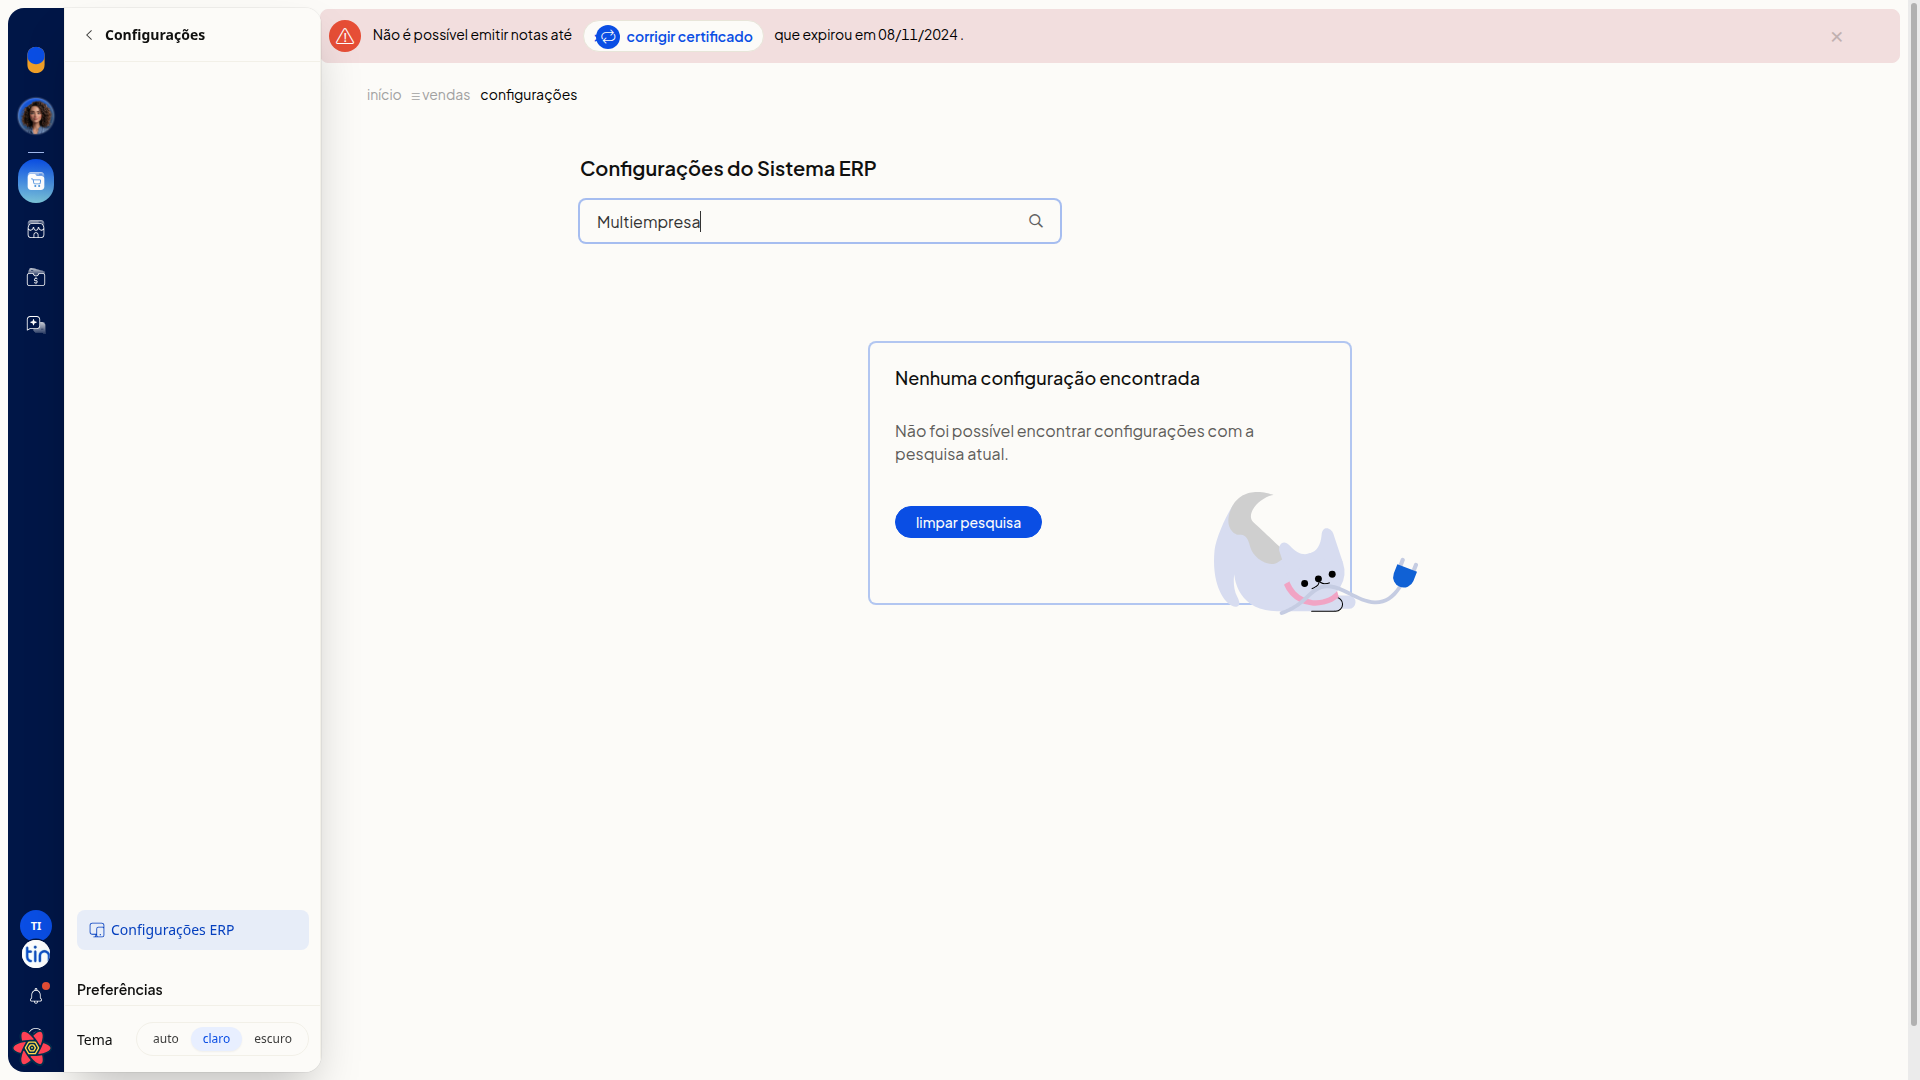 Configurações
Não é possível emitir notas até corrigir certificado que expirou em 08/11/2024 .
início vendas configurações
Configurações do Sistema ERP
Multiempresa
Nenhuma configuração encontrada
Não foi possível encontrar configurações com a
pesquisa atual.
limpar pesquisa
TI
tin
Configurações ERP
Preferências
Tema auto claro escuro